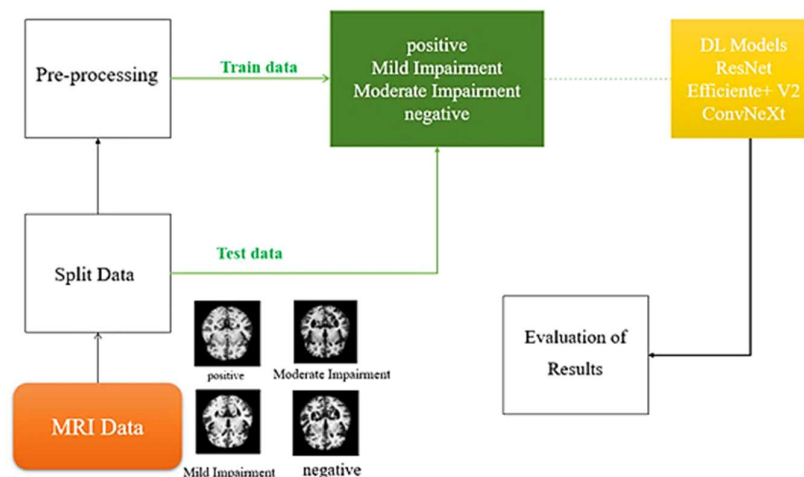 Pre-processing
Train data
positive
Mild Impairment
Moderate Impairment
negative
DL Models
ResNet
Efficiente+ V2
ConvNeXt
Split Data
Test data
positive
Moderate Impairment
Mild Impairment
negative
MRI Data
Evaluation of
Results